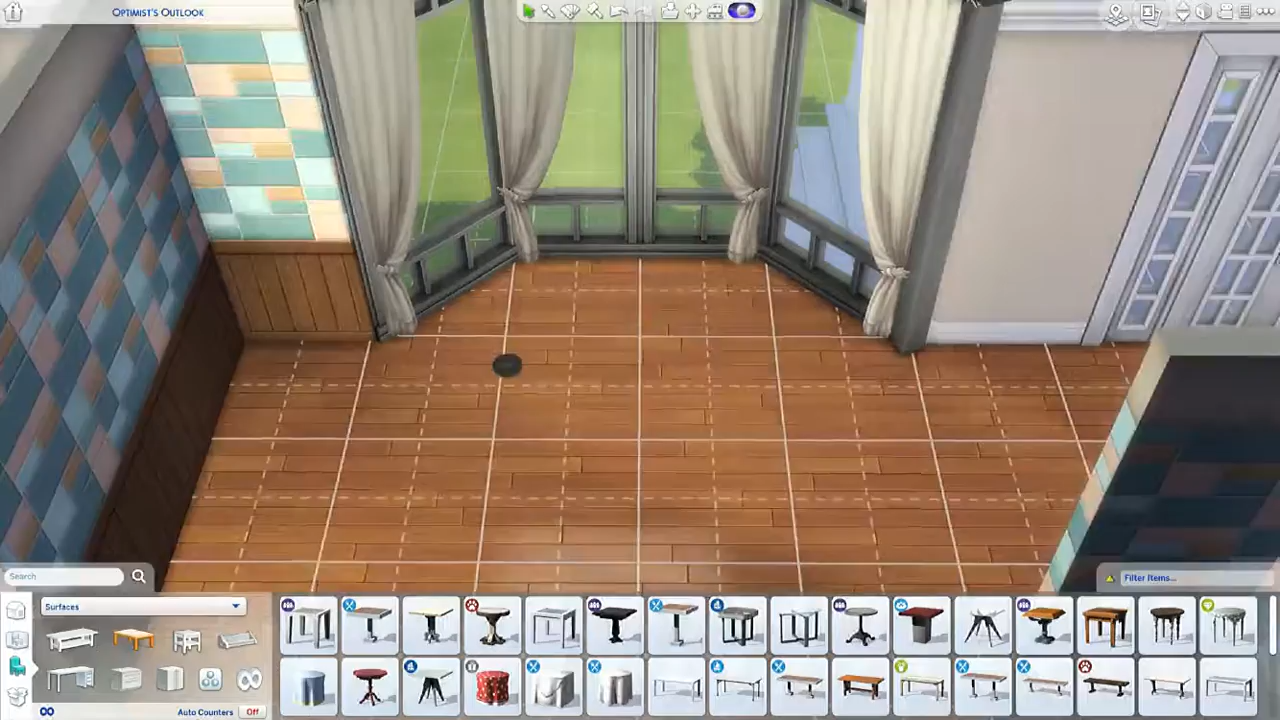 OPTIMIST'S OUTLOOK
Search
Filter Items...
Surfaces
Auto Counters Off